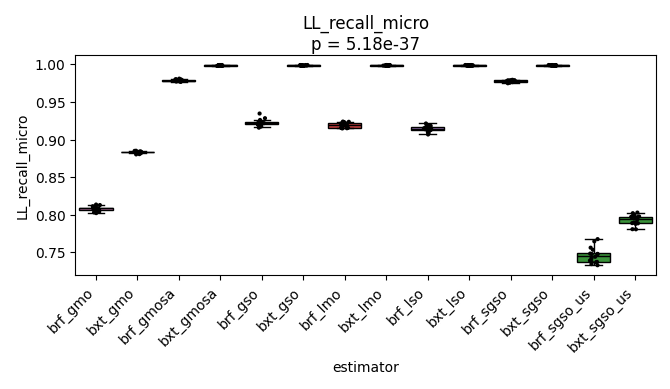 LL_recall_micro
p = 5.18e-37
LL_recall_micro
1.00
0.95
0.90
0.85
0.80
0.75
brf_gmo
bxt_gmo
brf_gmosa
bxt_gmosa
brf_gso
bxt_gso
brf_lmo
bxt_lmo
brf_lso
bxt_lso
brf_sgso
bxt_sgso
brf_sgso_us
bxt_sgso_us
estimator